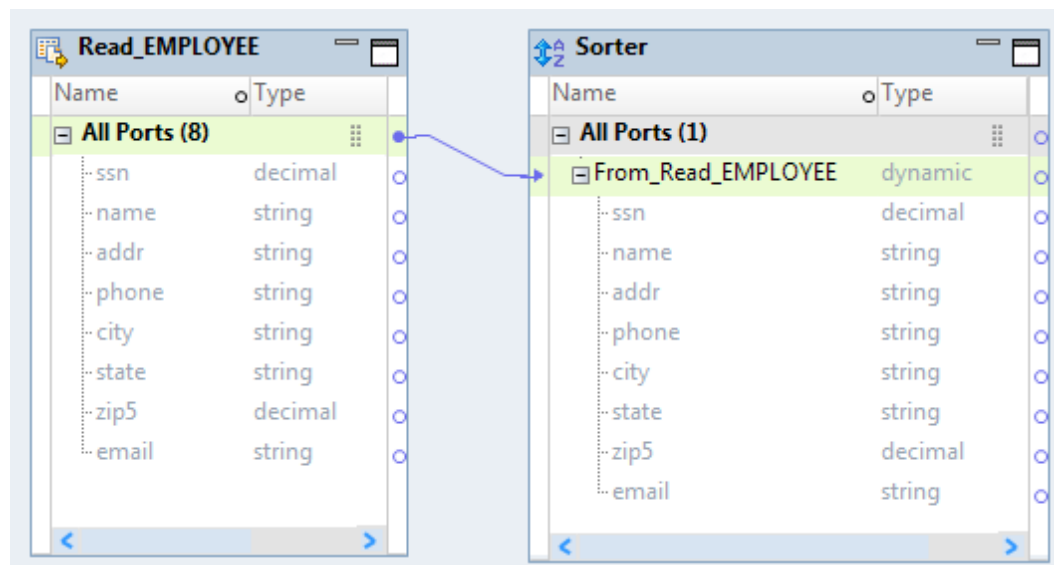 Read_EMPLOYEE
Name Type
All Ports (8)
ssn decimal
name string
addr string
phone string
city string
state string
zip5 decimal
email string
AZ Sorter
Name Type
All Ports (1)
From_Read_EMPLOYEE dynamic
ssn decimal
name string
addr string
phone string
city string
state string
zip5 decimal
email string